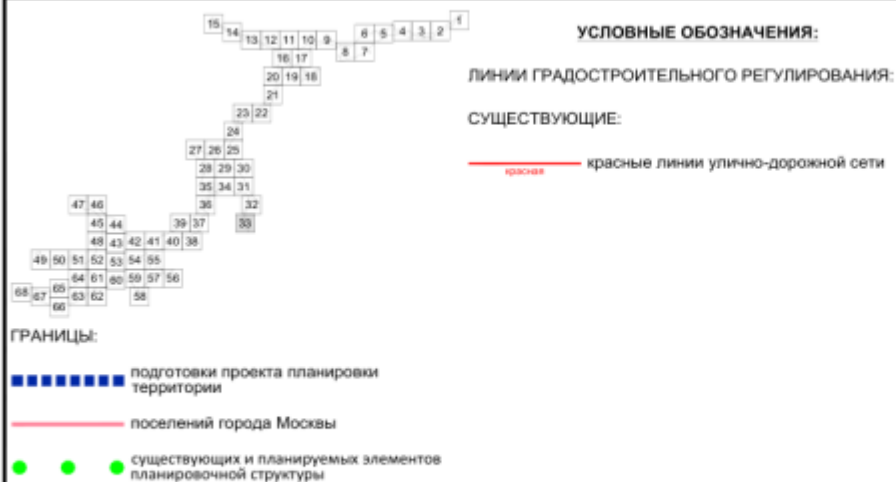 15 14 13 12 11 10 9 8 7 6 5 4 3 2 1
16 17
20 19 18
21
23 22
24
27 26 25
28 29 30
35 34 31
47 46 36 32
45 44 39 37 33
48 43 42 41 40 38
49 50 51 52 53 54 55
64 61 60 59 57 56
68 67 65 63 62 58
66
УСЛОВНЫЕ ОБОЗНАЧЕНИЯ:
ЛИНИИ ГРАДОСТРОИТЕЛЬНОГО РЕГУЛИРОВАНИЯ:
СУЩЕСТВУЮЩИЕ:
красная
красные линии улично-дорожной сети
ГРАНИЦЫ:
подготовки проекта планировки
территории
поселений города Москвы
существующих и планируемых элементов
планировочной структуры